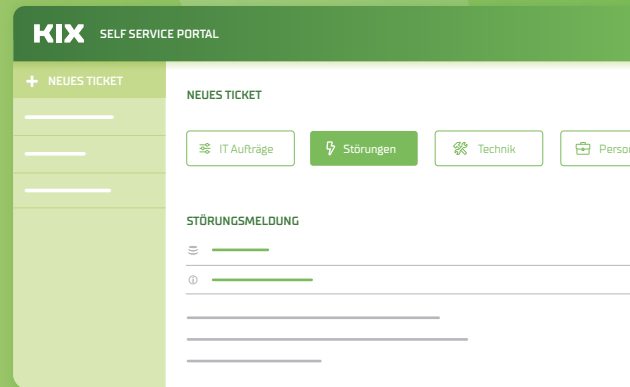 KIX SELF SERVICE PORTAL
NEUES TICKET
NEUES TICKET
IT Aufträge
Störungen
Technik
STÖRUNGSMELDUNG